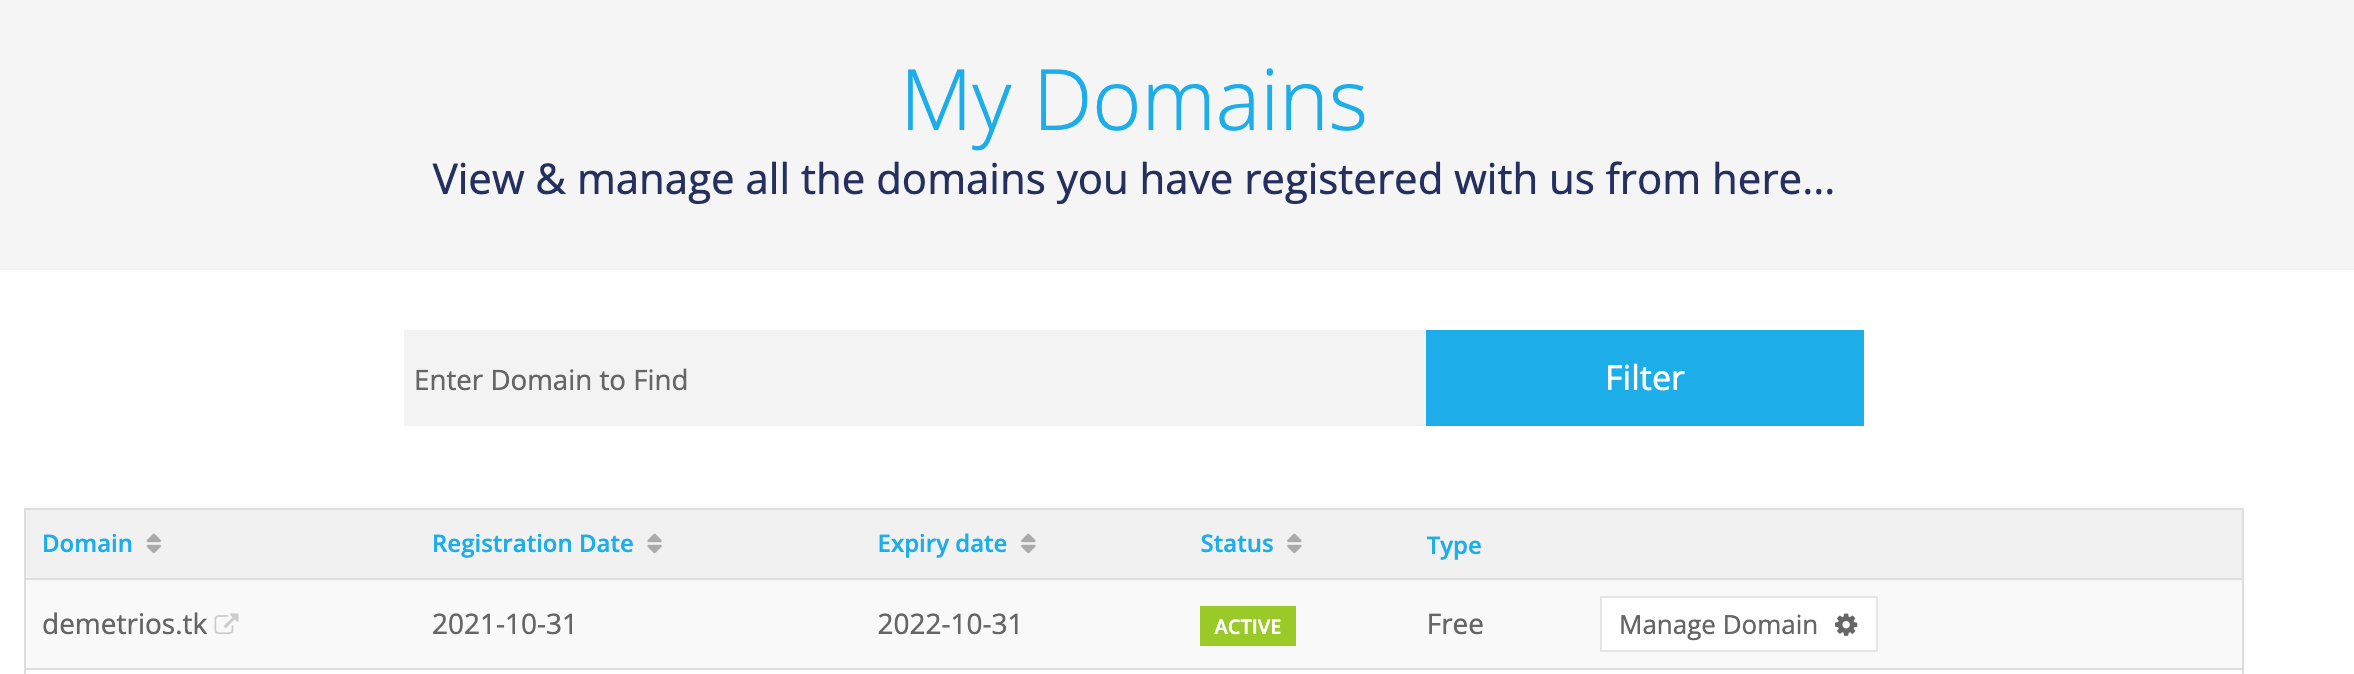 My Domains
View & manage all the domains you have registered with us from here...
Enter Domain to Find
Filter
Domain Registration Date Expiry date Status Type
demetrios.tk 2021-10-31 2022-10-31 ACTIVE Free Manage Domain